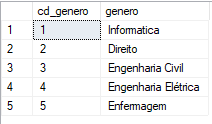 cd_genero genero
1 1 Informatica
2 2 Direito
3 3 Engenharia Civil
4 4 Engenharia Elétrica
5 5 Enfermagem